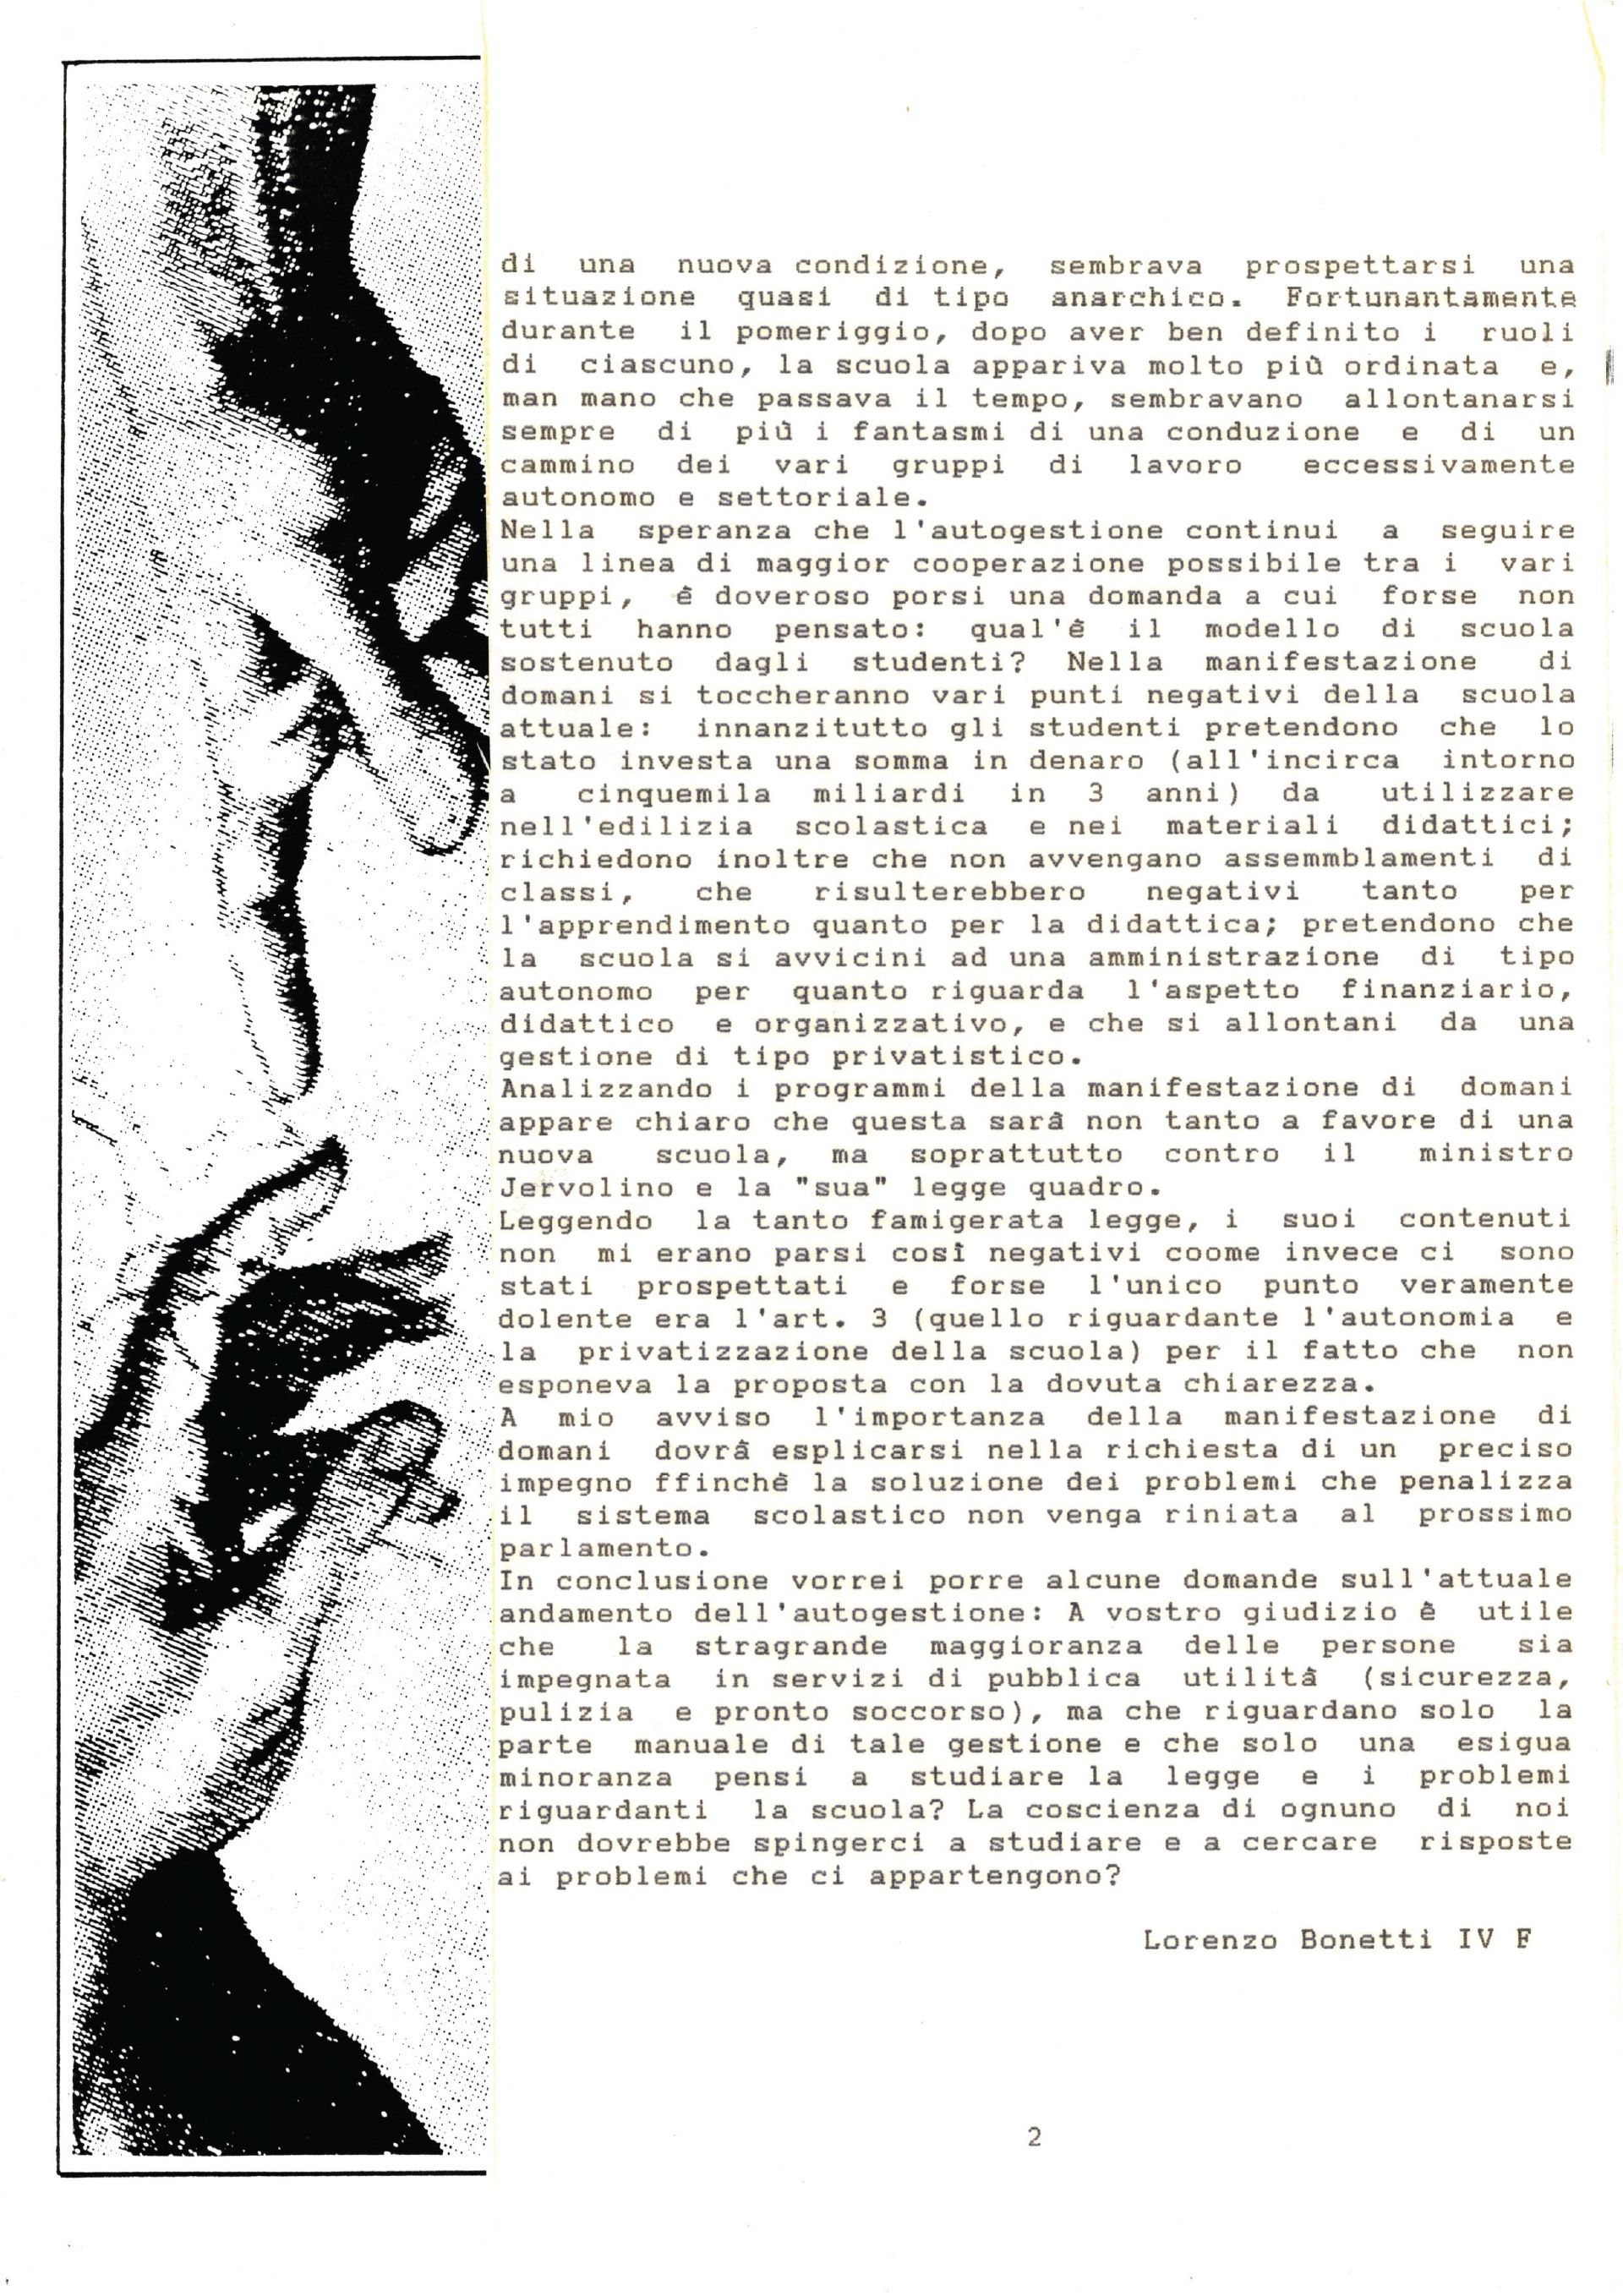 di una nuova condizione, sembrava prospettarsi una
situazione quasi di tipo anarchico. Fortunantamente
durante il pomeriggio, dopo aver ben definito i ruoli
di ciascuno, la scuola appariva molto più ordinata e,
man mano che passava il tempo, sembravano allontanarsi
sempre di più i fantasmi di una conduzione e di un
cammino dei vari gruppi di lavoro eccessivamente
autonomo e settoriale.
Nella speranza che l'autogestione continui a seguire
una linea di maggior cooperazione possibile tra i vari
gruppi, è doveroso porsi una domanda a cui forse non
tutti hanno pensato: qual'è il modello di scuola
sostenuto dagli studenti? Nella manifestazione di
domani si toccheranno vari punti negativi della scuola
attuale: innanzitutto gli studenti pretendono che lo
stato investa una somma in denaro (all'incirca intorno
a cinquemila miliardi in 3 anni) da utilizzare
nell'edilizia scolastica e nei materiali didattici;
richiedono inoltre che non avvengano assemmblamenti di
classi, che risulterebbero negativi tanto per
l'apprendimento quanto per la didattica; pretendono che
la scuola si avvicini ad una amministrazione di tipo
autonomo per quanto riguarda l'aspetto finanziario,
didattico e organizzativo, e che si allontani da una
gestione di tipo privatistico.
Analizzando i programmi della manifestazione di domani
appare chiaro che questa sarà non tanto a favore di una
nuova scuola, ma soprattutto contro il ministro
Jervolino e la "sua" legge quadro.
Leggendo la tanto famigerata legge, i suoi contenuti
non mi erano parsi così negativi coome invece ci sono
stati prospettati e forse l'unico punto veramente
dolente era l'art. 3 (quello riguardante l'autonomia e
la privatizzazione della scuola) per il fatto che non
esponeva la proposta con la dovuta chiarezza.
A mio avviso l'importanza della manifestazione di
domani dovrà esplicarsi nella richiesta di un preciso
impegno ffinchè la soluzione dei problemi che penalizza
il sistema scolastico non venga riniata al prossimo
parlamento.
In conclusione vorrei porre alcune domande sull'attuale
andamento dell'autogestione: A vostro giudizio è utile
che la stragrande maggioranza delle persone sia
impegnata in servizi di pubblica utilità (sicurezza,
pulizia e pronto soccorso), ma che riguardano solo la
parte manuale di tale gestione e che solo una esigua
minoranza pensi a studiare la legge e i problemi
riguardanti la scuola? La coscienza di ognuno di noi
non dovrebbe spingerci a studiare e a cercare risposte
ai problemi che ci appartengono?
Lorenzo Bonetti IV F
2